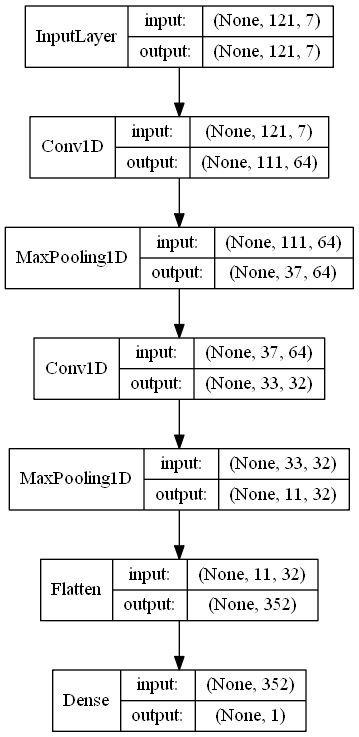 InputLayer
input: (None, 121, 7)
output: (None, 121, 7)
Conv1D
input: (None, 121, 7)
output: (None, 111, 64)
MaxPooling1D
input: (None, 111, 64)
output: (None, 37, 64)
Conv1D
input: (None, 37, 64)
output: (None, 33, 32)
MaxPooling1D
input: (None, 33, 32)
output: (None, 11, 32)
Flatten
input: (None, 11, 32)
output: (None, 352)
Dense
input: (None, 352)
output: (None, 1)